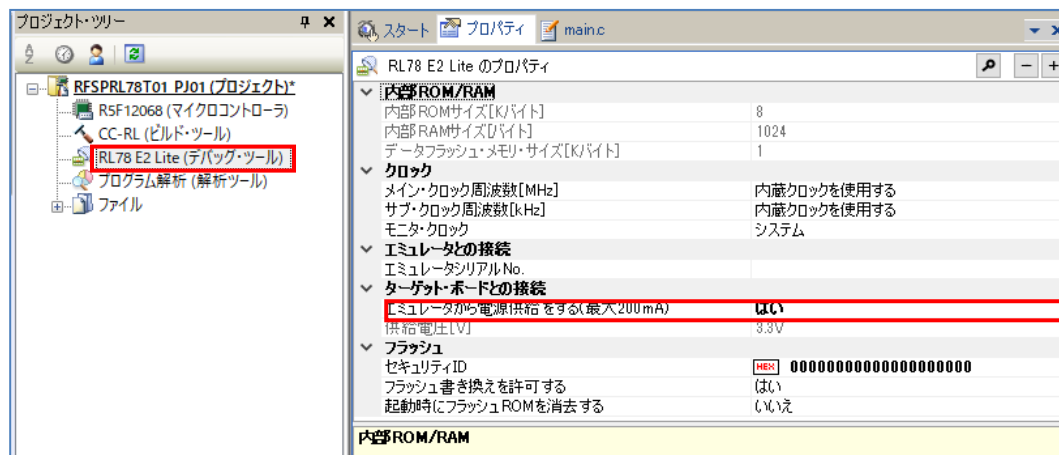 プロジェクト・ツリー
RFSPRL78T01_PJ01 (プロジェクト)*
R5F12068 (マイクロコントローラ)
CC-RL (ビルド・ツール)
RL78 E2 Lite (デバッグ・ツール)
プログラム解析 (解析ツール)
ファイル
スタート プロパティ main.c
RL78 E2 Lite のプロパティ
内部ROM/RAM
内部ROMサイズ[Kバイト] 8
内部RAMサイズ[バイト] 1024
データフラッシュ・メモリ・サイズ[Kバイト] 1
クロック
メイン・クロック周波数[MHz] 内蔵クロックを使用する
サブ・クロック周波数[kHz] 内蔵クロックを使用する
モニタ・クロック システム
エミュレータとの接続
エミュレータシリアルNo.
ターゲット・ボードとの接続
エミュレータから電源供給をする(最大200mA) はい
供給電圧[V] 3.3V
フラッシュ
セキュリティID HEX 00000000000000000000
フラッシュ書き換えを許可する はい
起動時にフラッシュROMを消去する いいえ
内部ROM/RAM